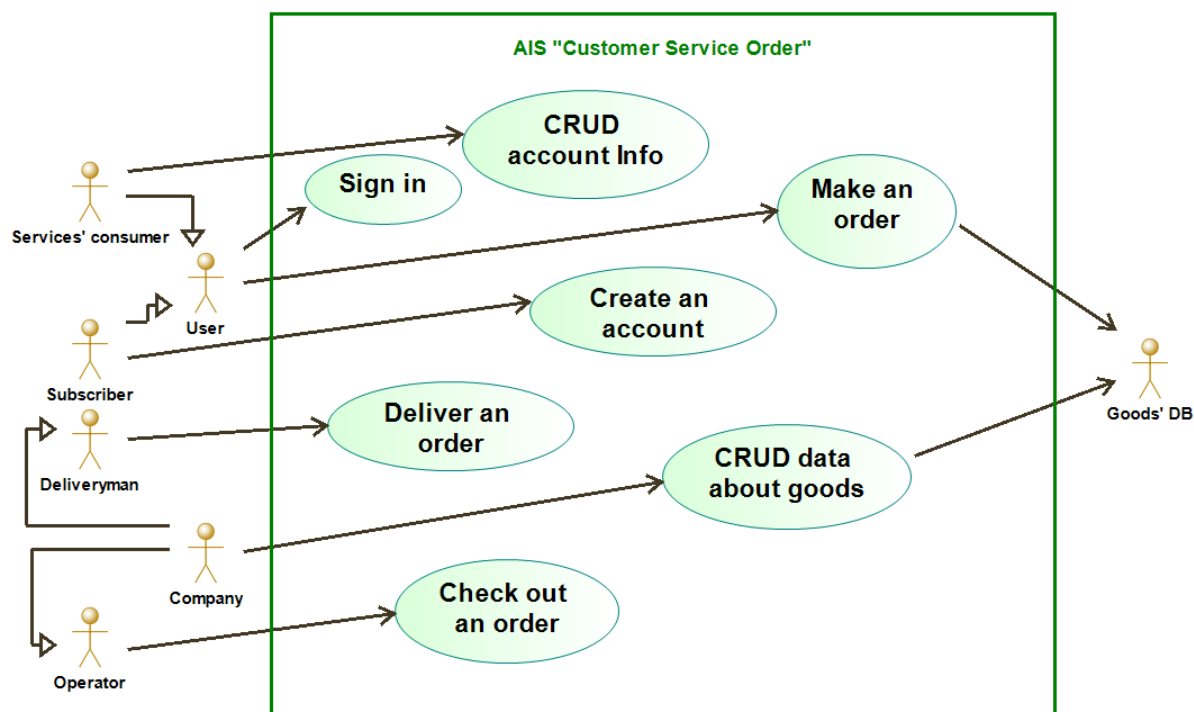 AIS "Customer Service Order"
CRUD
account Info
Sign in
Make an
order
Services' consumer
User
Create an
account
Subscriber
Goods' DB
Deliver an
order
Deliveryman
CRUD data
about goods
Company
Check out
an order
Operator